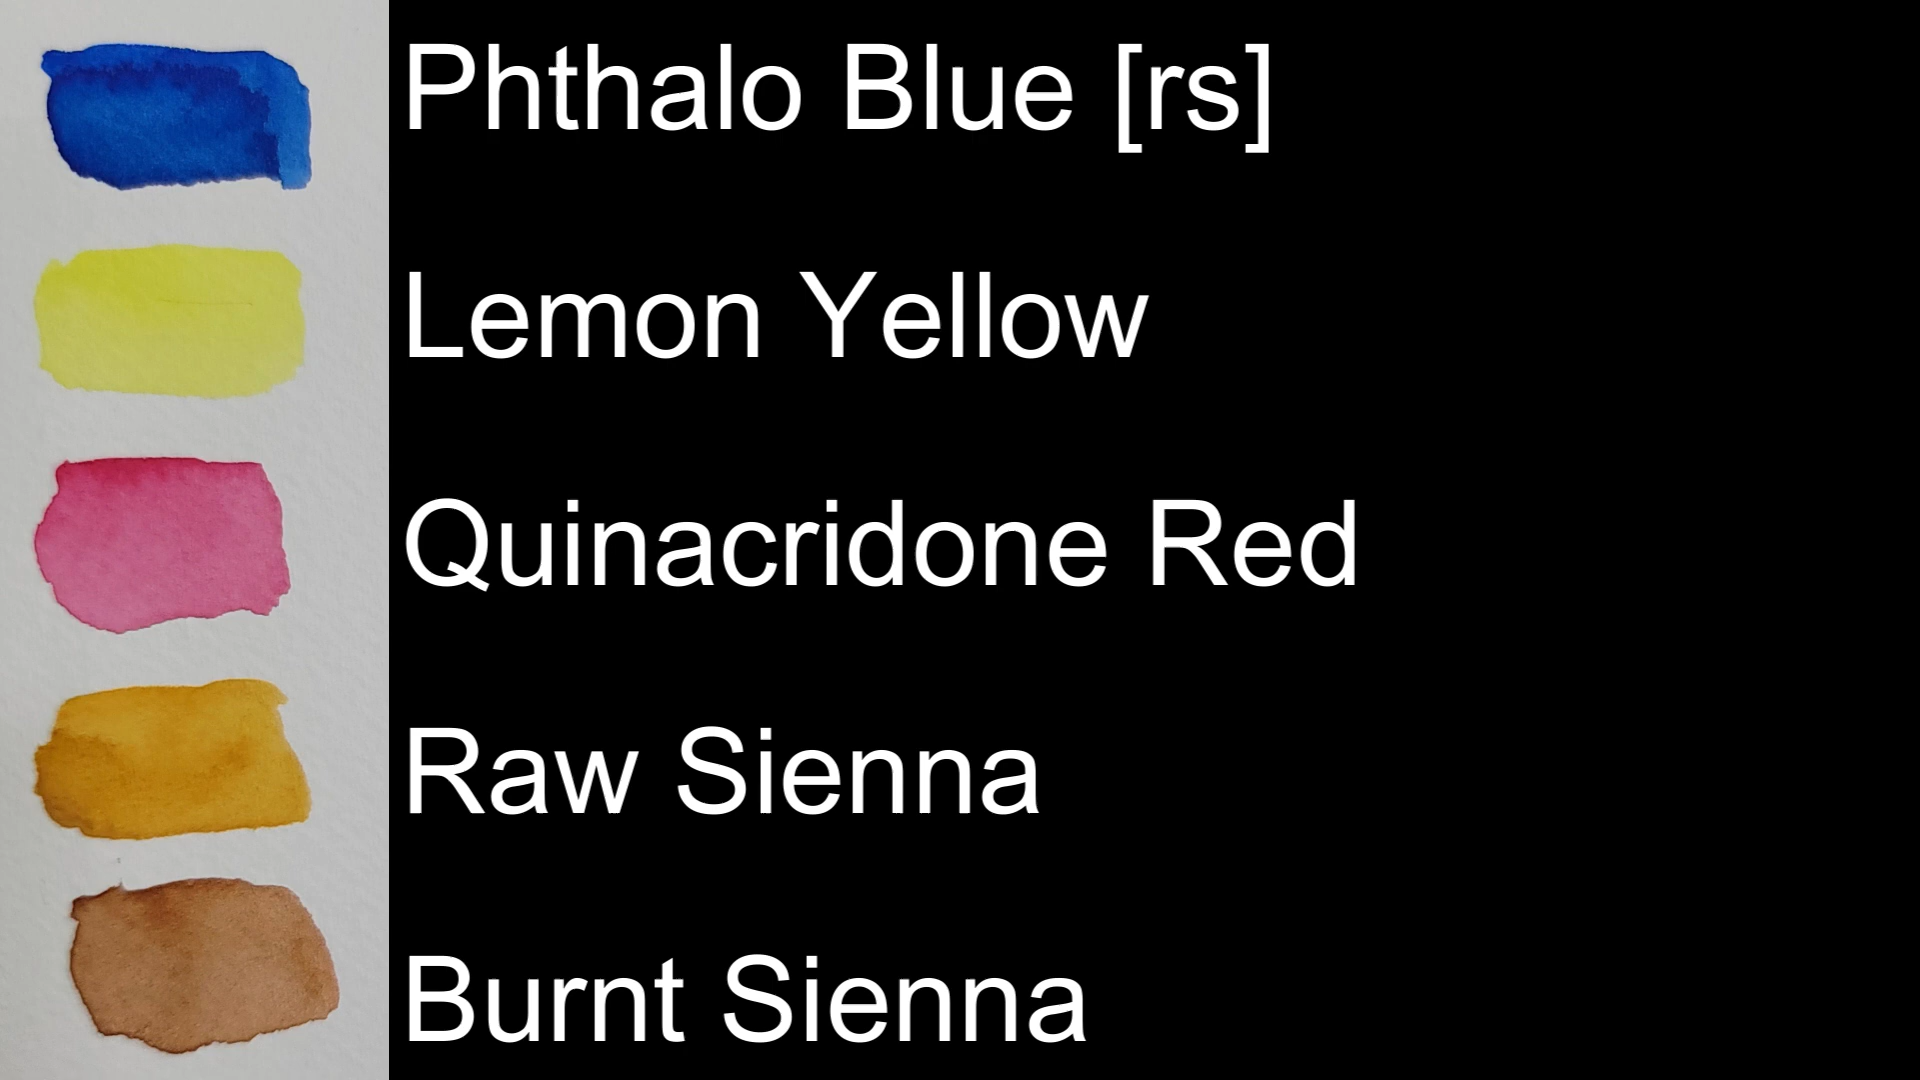 Phthalo Blue [rs]
Lemon Yellow
Quinacridone Red
Raw Sienna
Burnt Sienna